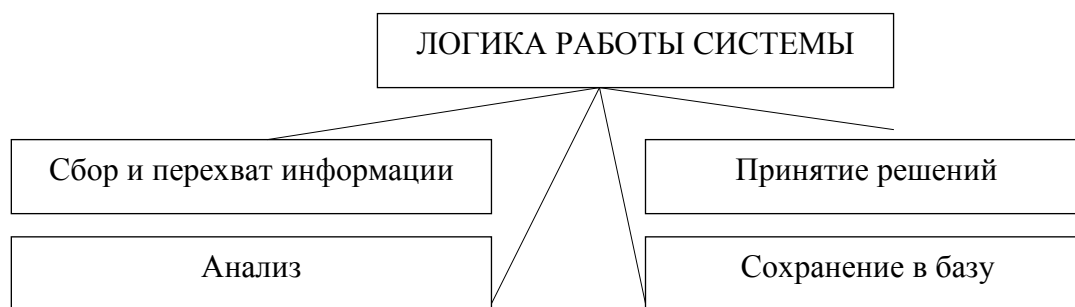 ЛОГИКА РАБОТЫ СИСТЕМЫ
Сбор и перехват информации
Принятие решений
Анализ
Сохранение в базу